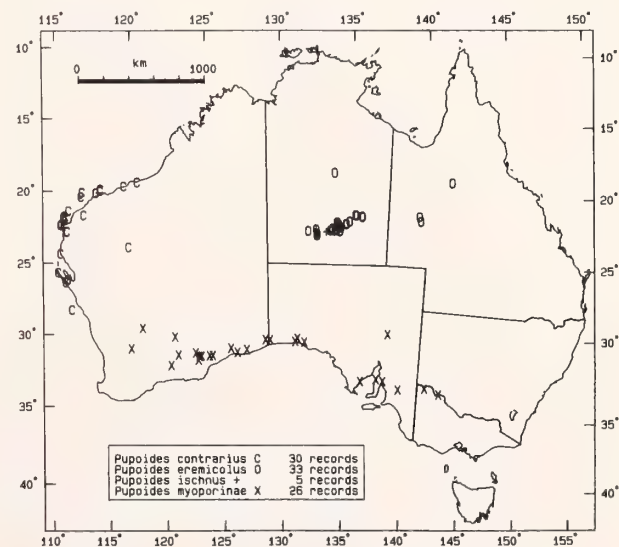 115° 120° 125° 130° 135° 140° 145° 150°
10° 10°
km
0 1000
15° 15°
20° 20°
25° 25°
30° 30°
35° 35°
40° 40°
Pupoides contrarius C 30 records
Pupoides eremicolus O 33 records
Pupoides ischnus + 5 records
Pupoides myoporinae X 26 records
110° 115° 120° 125° 130° 135° 140° 145° 150° 155°